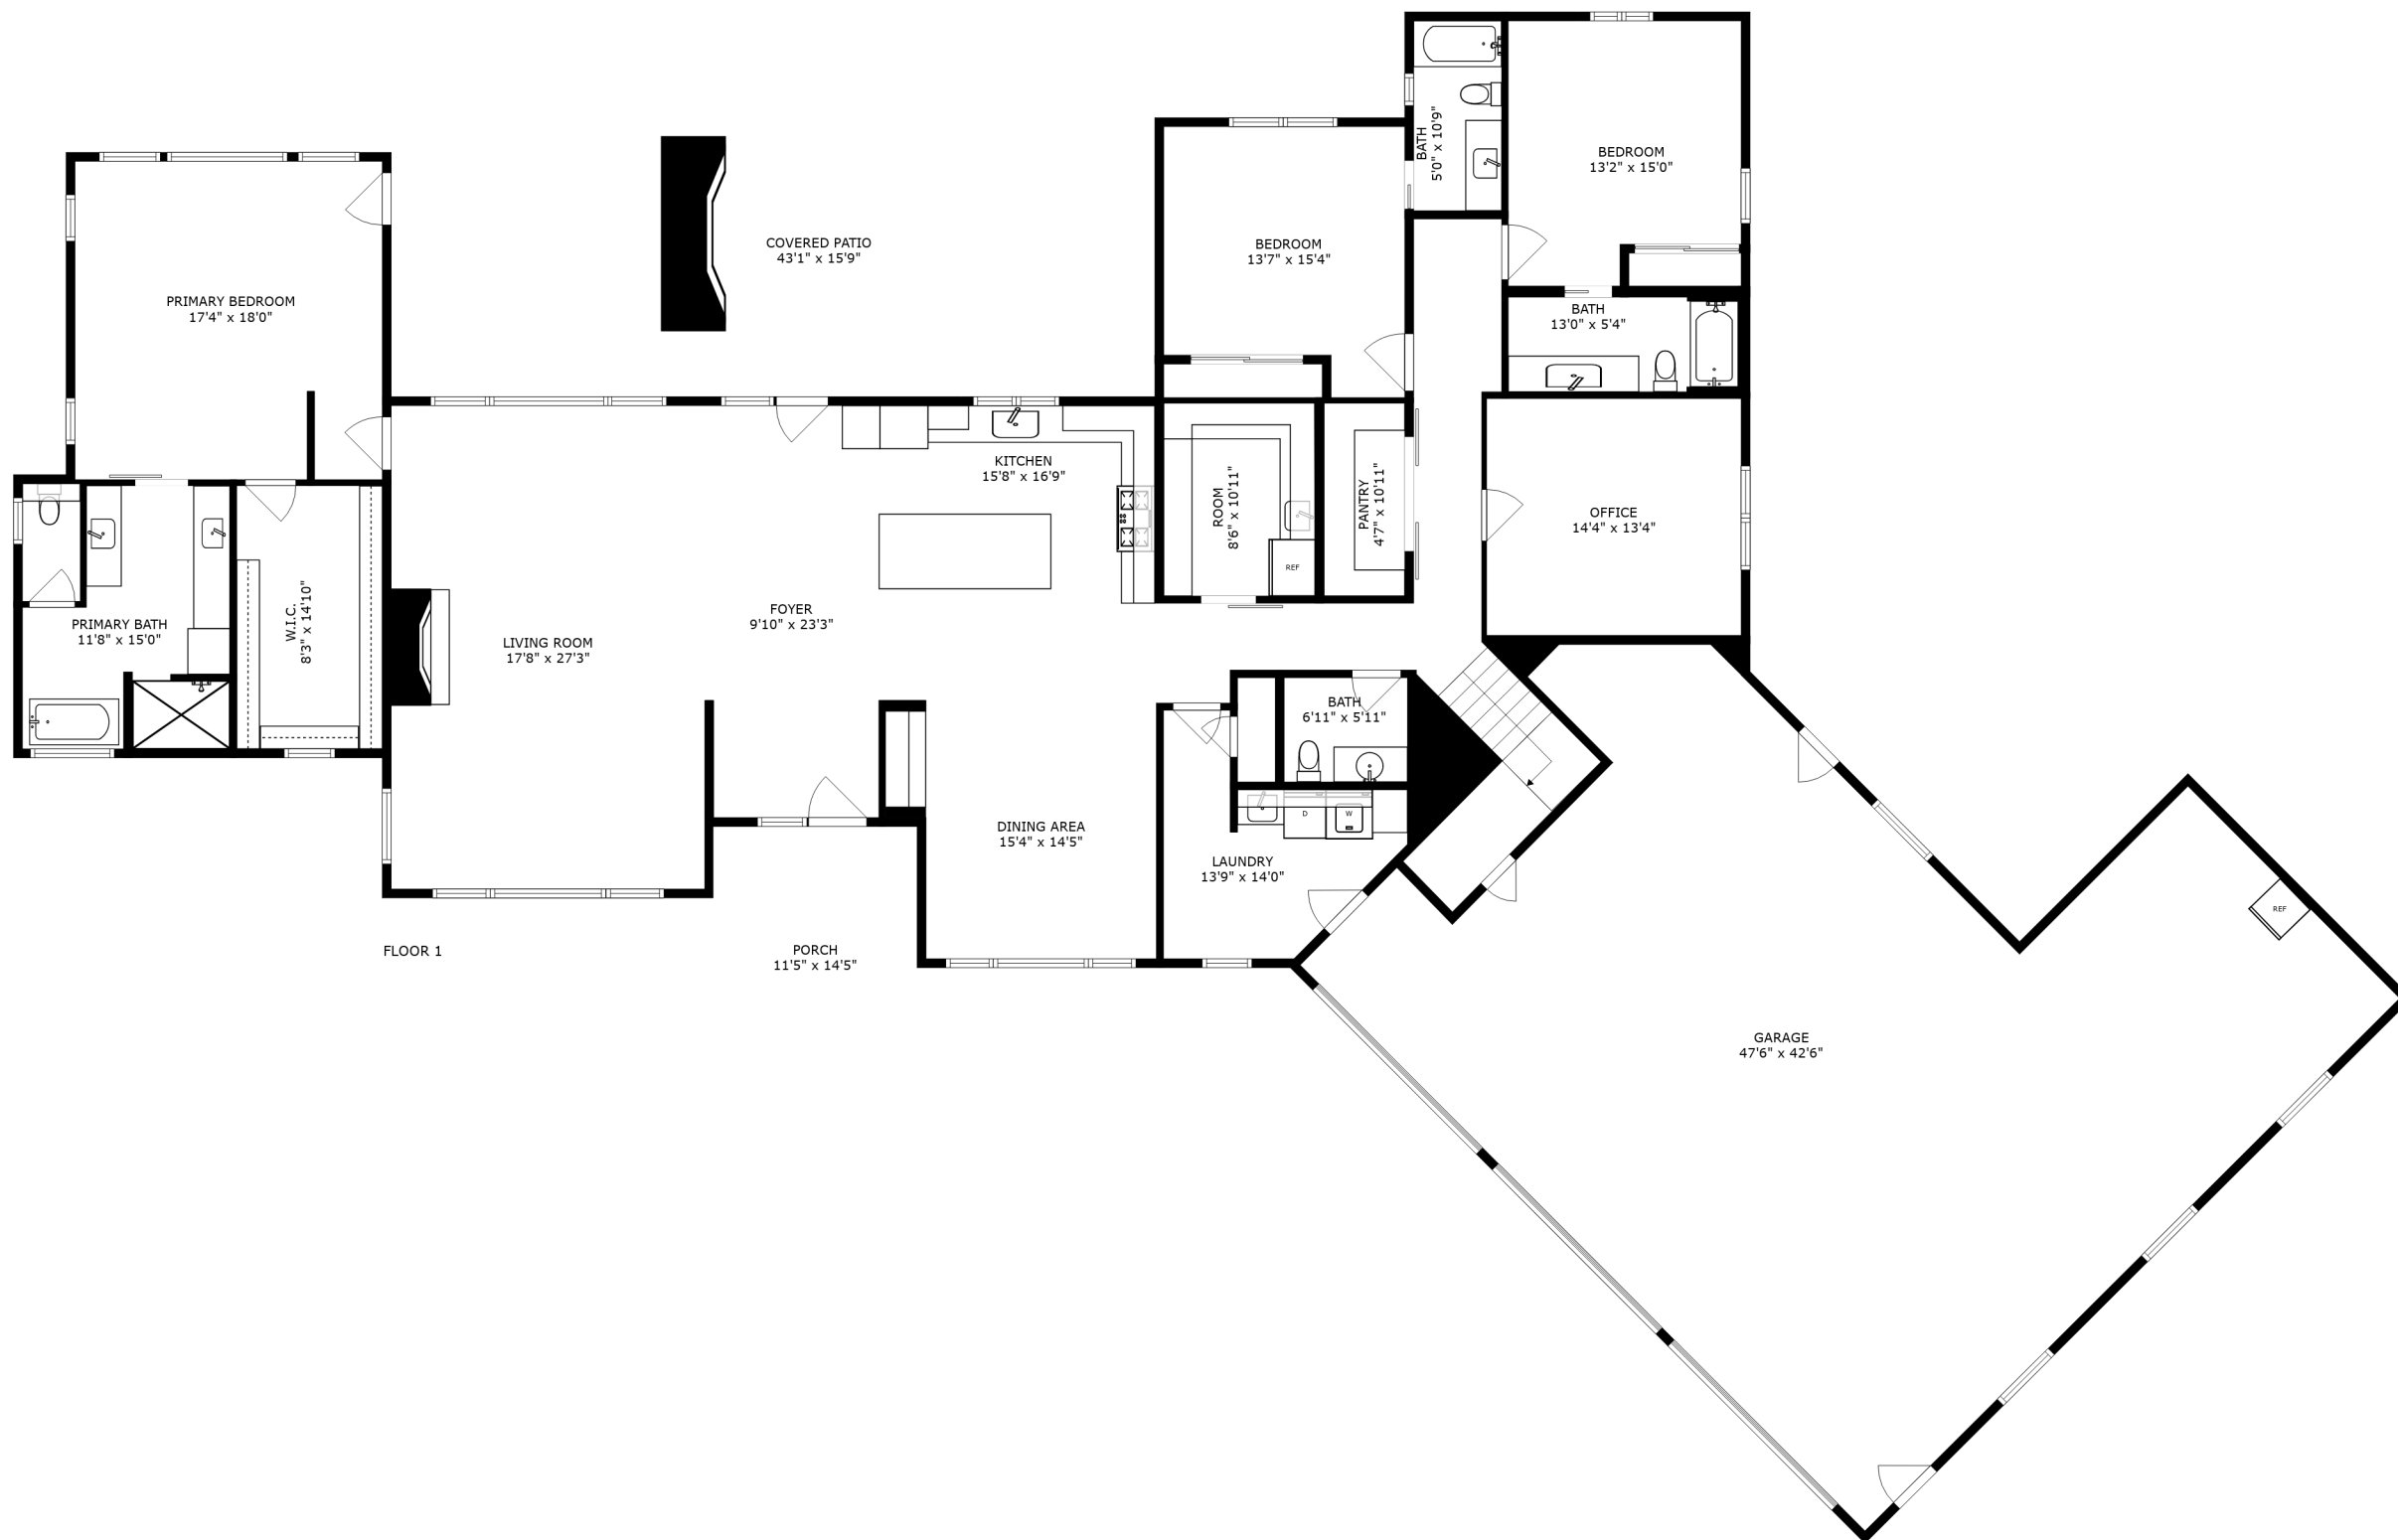 BATH
5'0" x 10'9"
BEDROOM
13'2" x 15'0"
COVERED PATIO
43'1" x 15'9"
BEDROOM
13'7" x 15'4"
PRIMARY BEDROOM
17'4" x 18'0"
BATH
13'0" x 5'4"
KITCHEN
15'8" x 16'9"
ROOM
8'6" x 10'11"
REF
PANTRY
4'7" x 10'11"
OFFICE
14'4" x 13'4"
PRIMARY BATH
11'8" x 15'0"
W.I.C.
8'3" x 14'10"
LIVING ROOM
17'8" x 27'3"
FOYER
9'10" x 23'3"
BATH
6'11" x 5'11"
D
W
DINING AREA
15'4" x 14'5"
LAUNDRY
13'9" x 14'0"
REF
FLOOR 1
PORCH
11'5" x 14'5"
GARAGE
47'6" x 42'6"